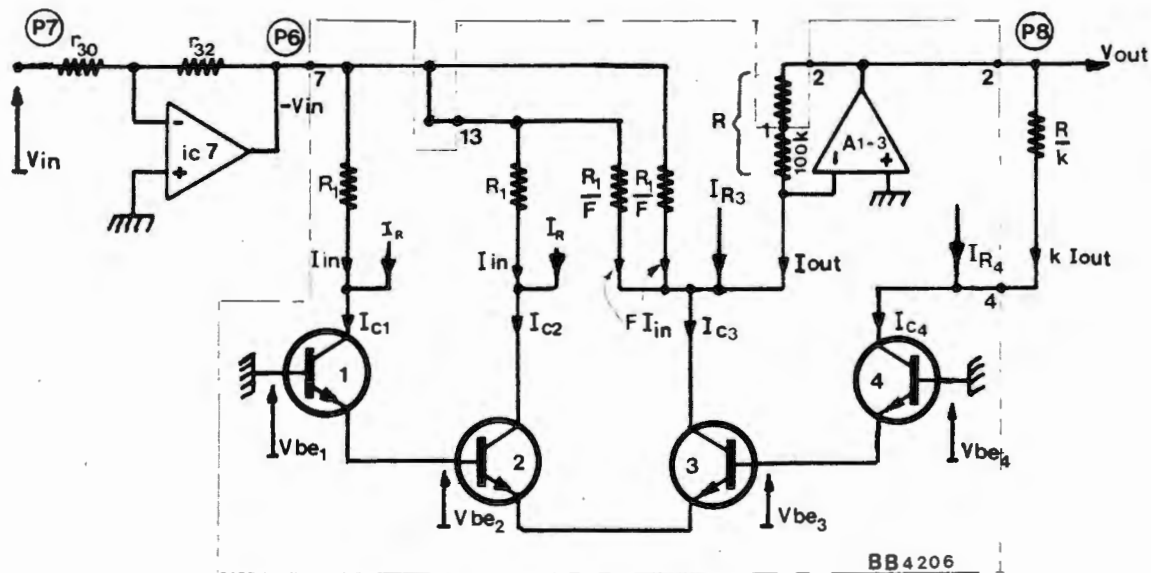 P7
r30
r32
P6
7
2
2
P8
Vout
-Vin
Vin
-
+
ic 7
13
R
1
100k
A1-3
-
+
R/k
R1
R1
R1/F
R1/F
IR3
IR
IR
Iin
Iin
Iout
IR4
k Iout
4
Ic1
Ic2
F Iin
Ic3
Ic4
1
4
Vbe1
2
3
Vbe4
Vbe2
Vbe3
BB4206